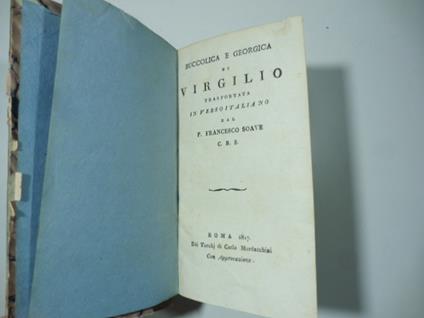 BUCCOLICA E GEORGICA
DI
VIRGILIO
TRASPORTATA
IN VERSO ITALIANO
DAL
P. FRANCESCO SOAVE
C. R. S.
ROMA 1817.
Dai Torchj di Carlo Mordacchini
Con Approvazione.